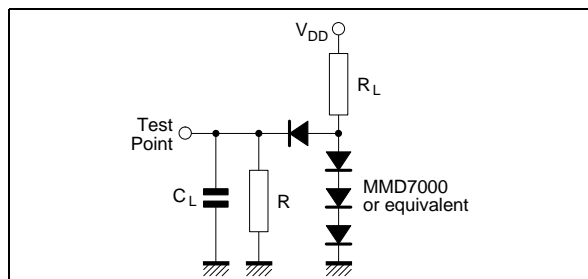 VDD
RL
Test
Point
MMD7000
or equivalent
CL
R